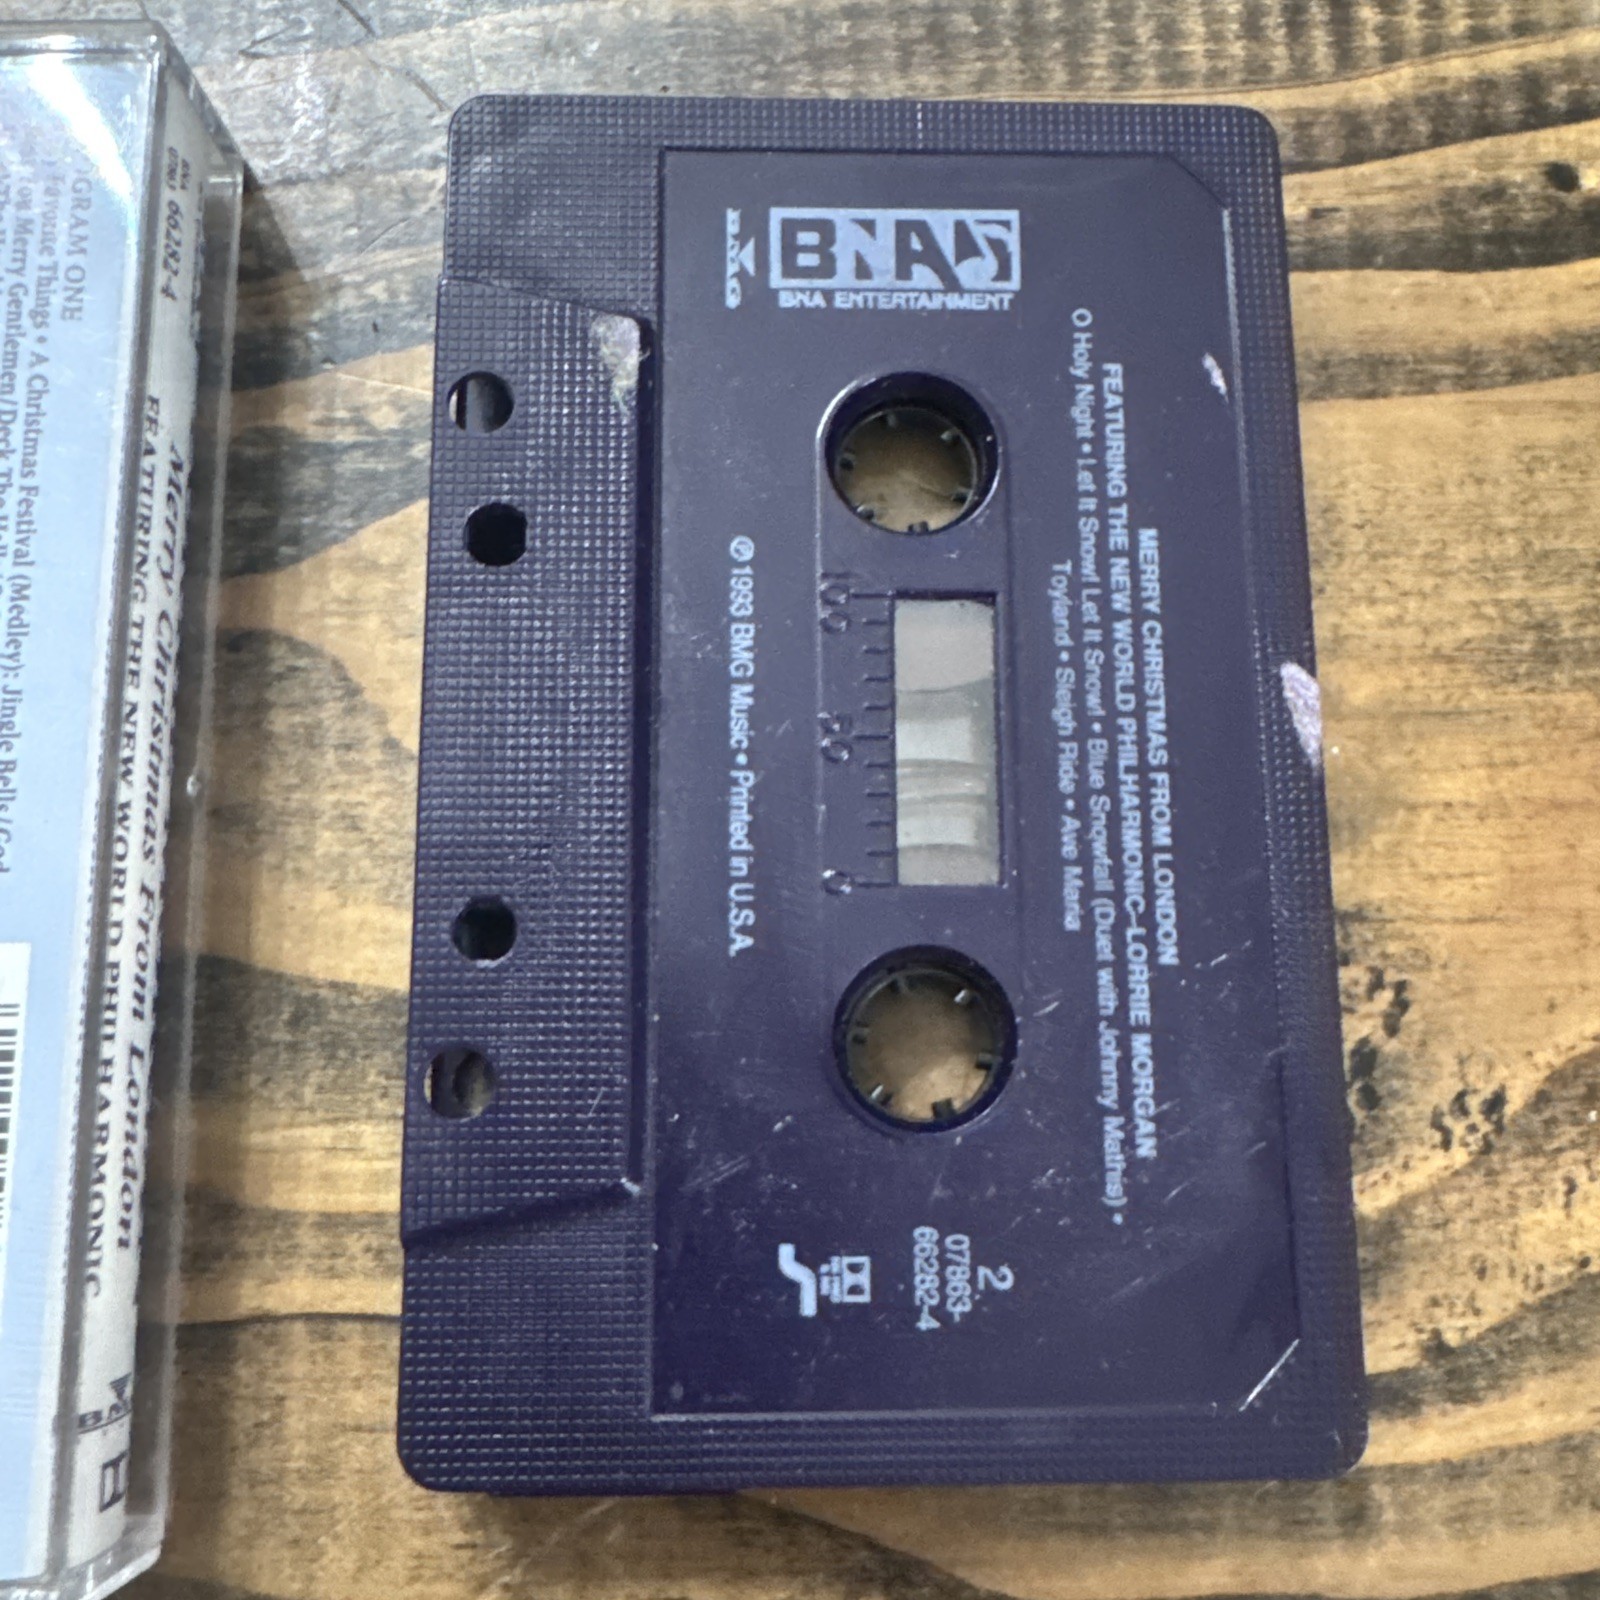 MERRY CHRISTMAS FROM LONDON
FEATURING THE NEW WORLD PHILHARMONIC–LORRIE MORGAN
O Holy Night • Let It Snow! Let It Snow! • Blue Snowfall (Duet with Johnny Mathis) •
Toyland • Sleigh Ride • Ave Maria
BNA
BNA ENTERTAINMENT
BMG
100 50 0
2
07863-
66282-4
℗ 1993 BMG Music • Printed in U.S.A.
BNA
66282-4
Merry Christmas From London
FEATURING THE NEW WORLD PHILHARMONIC
GRAM ONE
Things • A Christmas Festival (Medley): Jingle Bells/God
Merry Gentlemen/Deck The